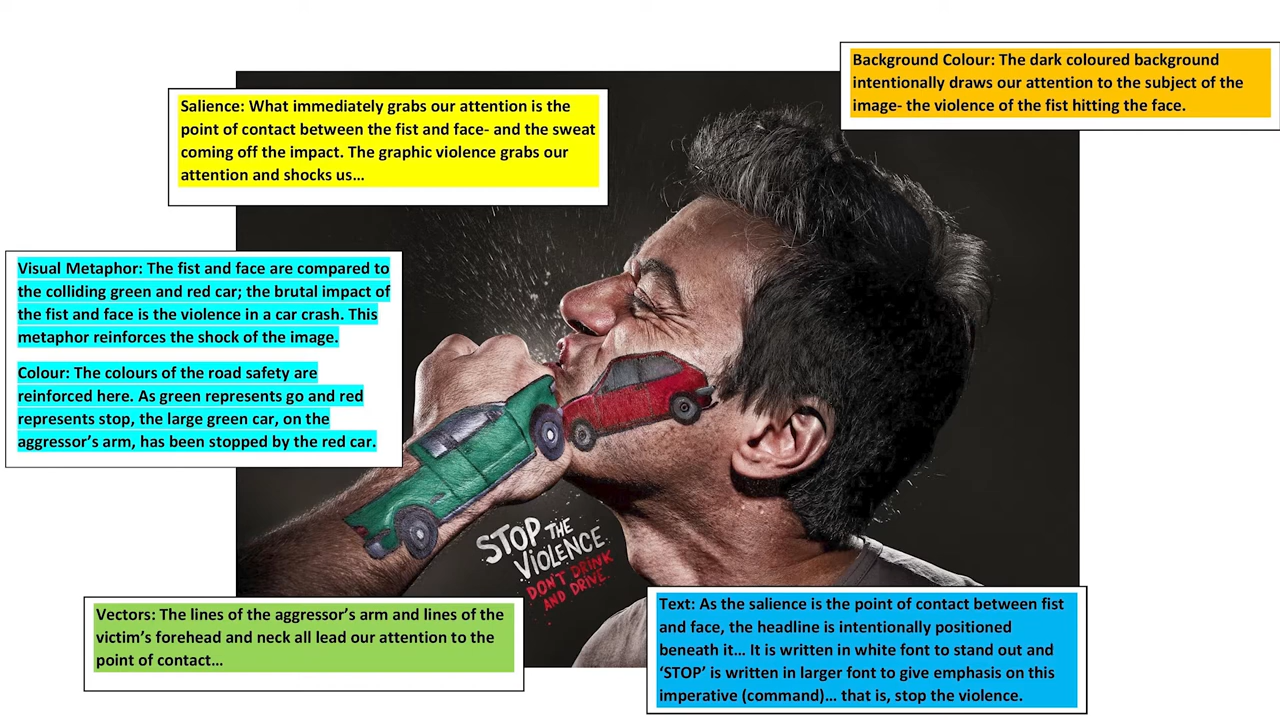 Background Colour: The dark coloured background
intentionally draws our attention to the subject of the
image- the violence of the fist hitting the face.
Salience: What immediately grabs our attention is the
point of contact between the fist and face- and the sweat
coming off the impact. The graphic violence grabs our
attention and shocks us…
Visual Metaphor: The fist and face are compared to
the colliding green and red car; the brutal impact of
the fist and face is the violence in a car crash. This
metaphor reinforces the shock of the image.
Colour: The colours of the road safety are
reinforced here. As green represents go and red
represents stop, the large green car, on the
aggressor’s arm, has been stopped by the red car.
STOP THE
VIOLENCE
DON'T DRINK
AND DRIVE.
Vectors: The lines of the aggressor’s arm and lines of the
victim’s forehead and neck all lead our attention to the
point of contact…
Text: As the salience is the point of contact between fist
and face, the headline is intentionally positioned
beneath it… It is written in white font to stand out and
‘STOP’ is written in larger font to give emphasis on this
imperative (command)… that is, stop the violence.